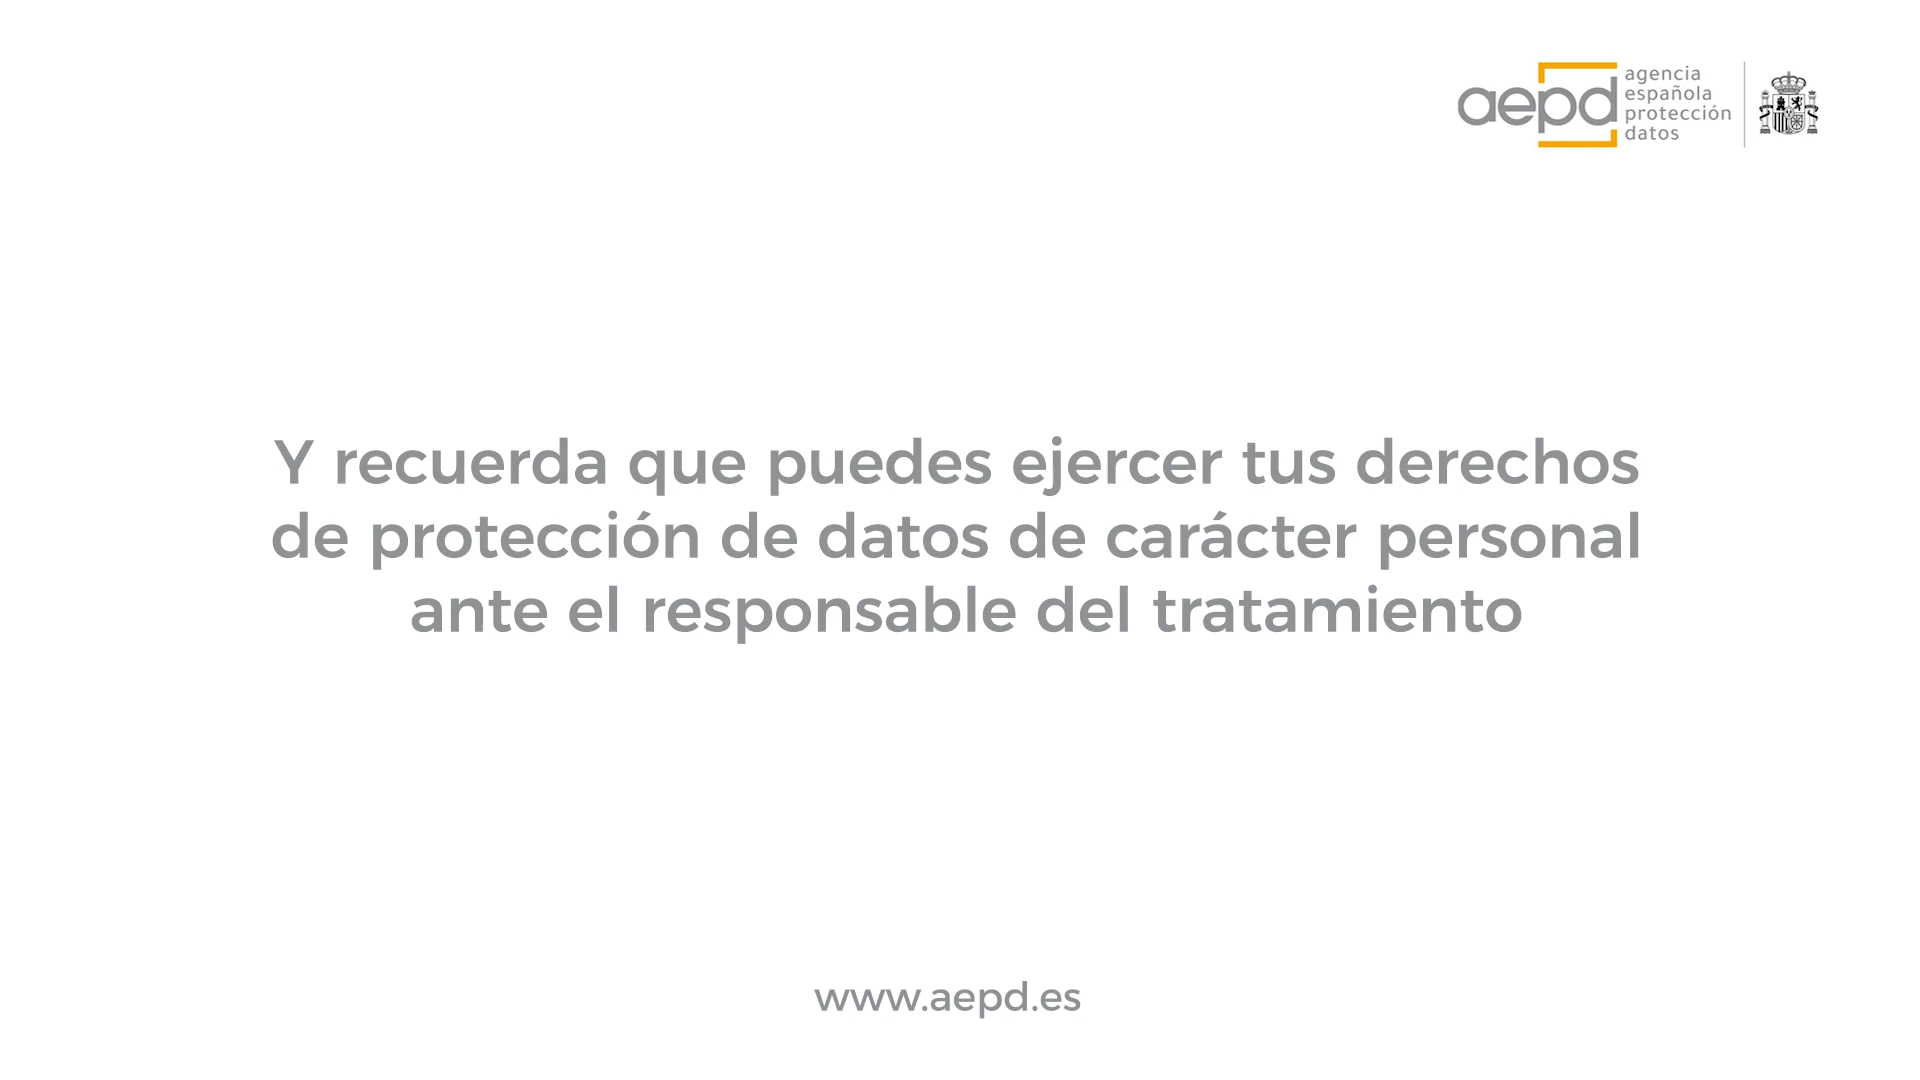 aepd
agencia
española
protección
datos
Y recuerda que puedes ejercer tus derechos
de protección de datos de carácter personal
ante el responsable del tratamiento
www.aepd.es